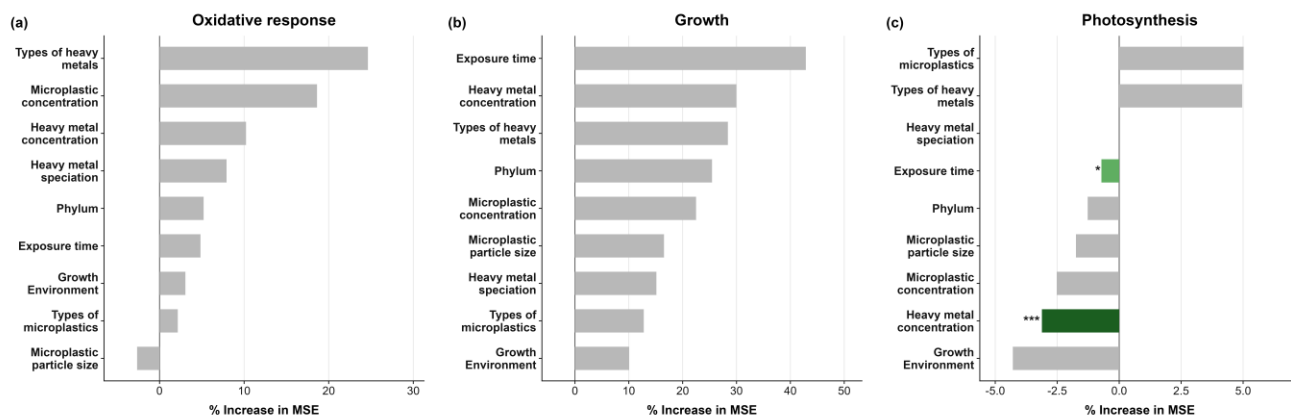 (a)
Oxidative response
Types of heavy
metals
Microplastic
concentration
Heavy metal
concentration
Heavy metal
speciation
Phylum
Exposure time
Growth
Environment
Types of
microplastics
Microplastic
particle size
0
10
20
30
% Increase in MSE
(b)
Growth
Exposure time
Heavy metal
concentration
Types of heavy
metals
Phylum
Microplastic
concentration
Microplastic
particle size
Heavy metal
speciation
Types of
microplastics
Growth
Environment
0
10
20
30
40
50
% Increase in MSE
(c)
Photosynthesis
Types of
microplastics
Types of heavy
metals
Heavy metal
speciation
Exposure time
*
Phylum
Microplastic
particle size
Microplastic
concentration
Heavy metal
concentration
***
Growth
Environment
-5.0
-2.5
0.0
2.5
5.0
% Increase in MSE